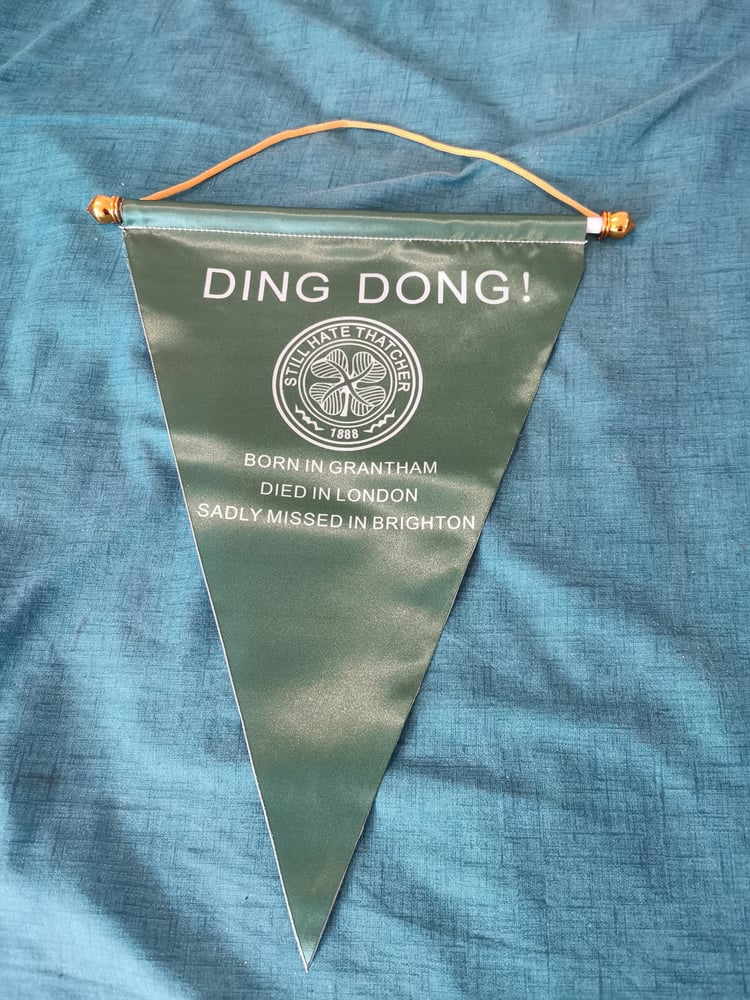 DING DONG!
STILL HATE THATCHER
1888
BORN IN GRANTHAM
DIED IN LONDON
SADLY MISSED IN BRIGHTON